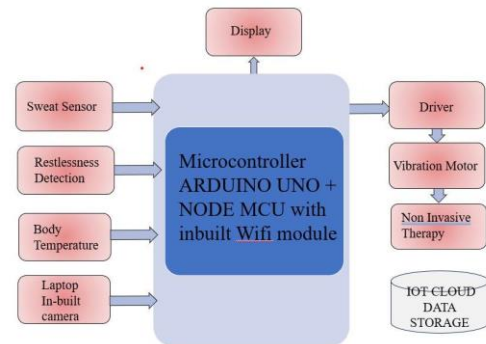 Display
Sweat Sensor
Restlessness
Detection
Body
Temperature
Laptop
In-built
camera
Microcontroller
ARDUINO UNO +
NODE MCU with
inbuilt Wifi module
Driver
Vibration Motor
Non Invasive
Therapy
IOT CLOUD
DATA
STORAGE